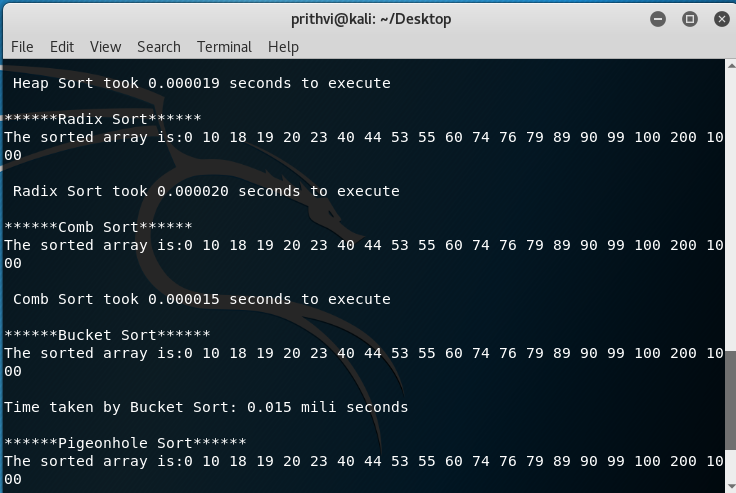 prithvi@kali: ~/Desktop
File Edit View Search Terminal Help
Heap Sort took 0.000019 seconds to execute
******Radix Sort******
The sorted array is:0 10 18 19 20 23 40 44 53 55 60 74 76 79 89 90 99 100 200 10
00
Radix Sort took 0.000020 seconds to execute
******Comb Sort******
The sorted array is:0 10 18 19 20 23 40 44 53 55 60 74 76 79 89 90 99 100 200 10
00
Comb Sort took 0.000015 seconds to execute
******Bucket Sort******
The sorted array is:0 10 18 19 20 23 40 44 53 55 60 74 76 79 89 90 99 100 200 10
00
Time taken by Bucket Sort: 0.015 mili seconds
******Pigeonhole Sort******
The sorted array is:0 10 18 19 20 23 40 44 53 55 60 74 76 79 89 90 99 100 200 10
00